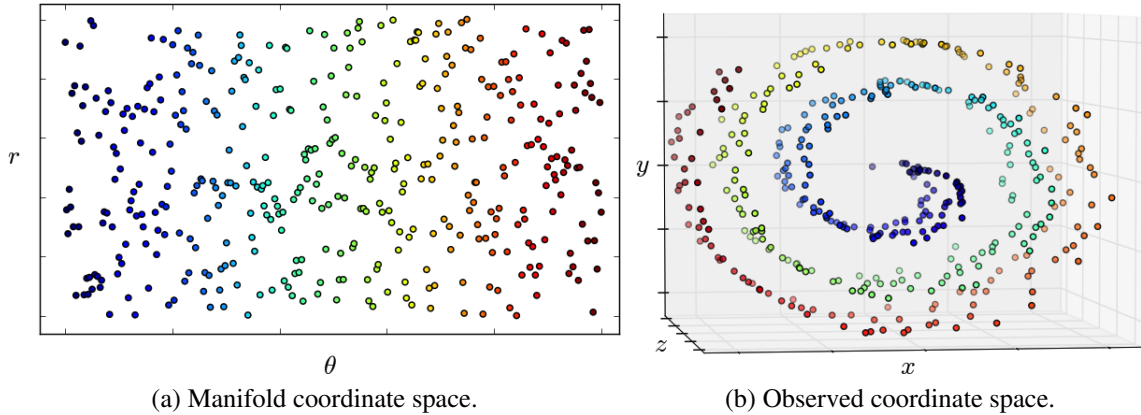 r
θ
(a) Manifold coordinate space.
y
z
x
(b) Observed coordinate space.